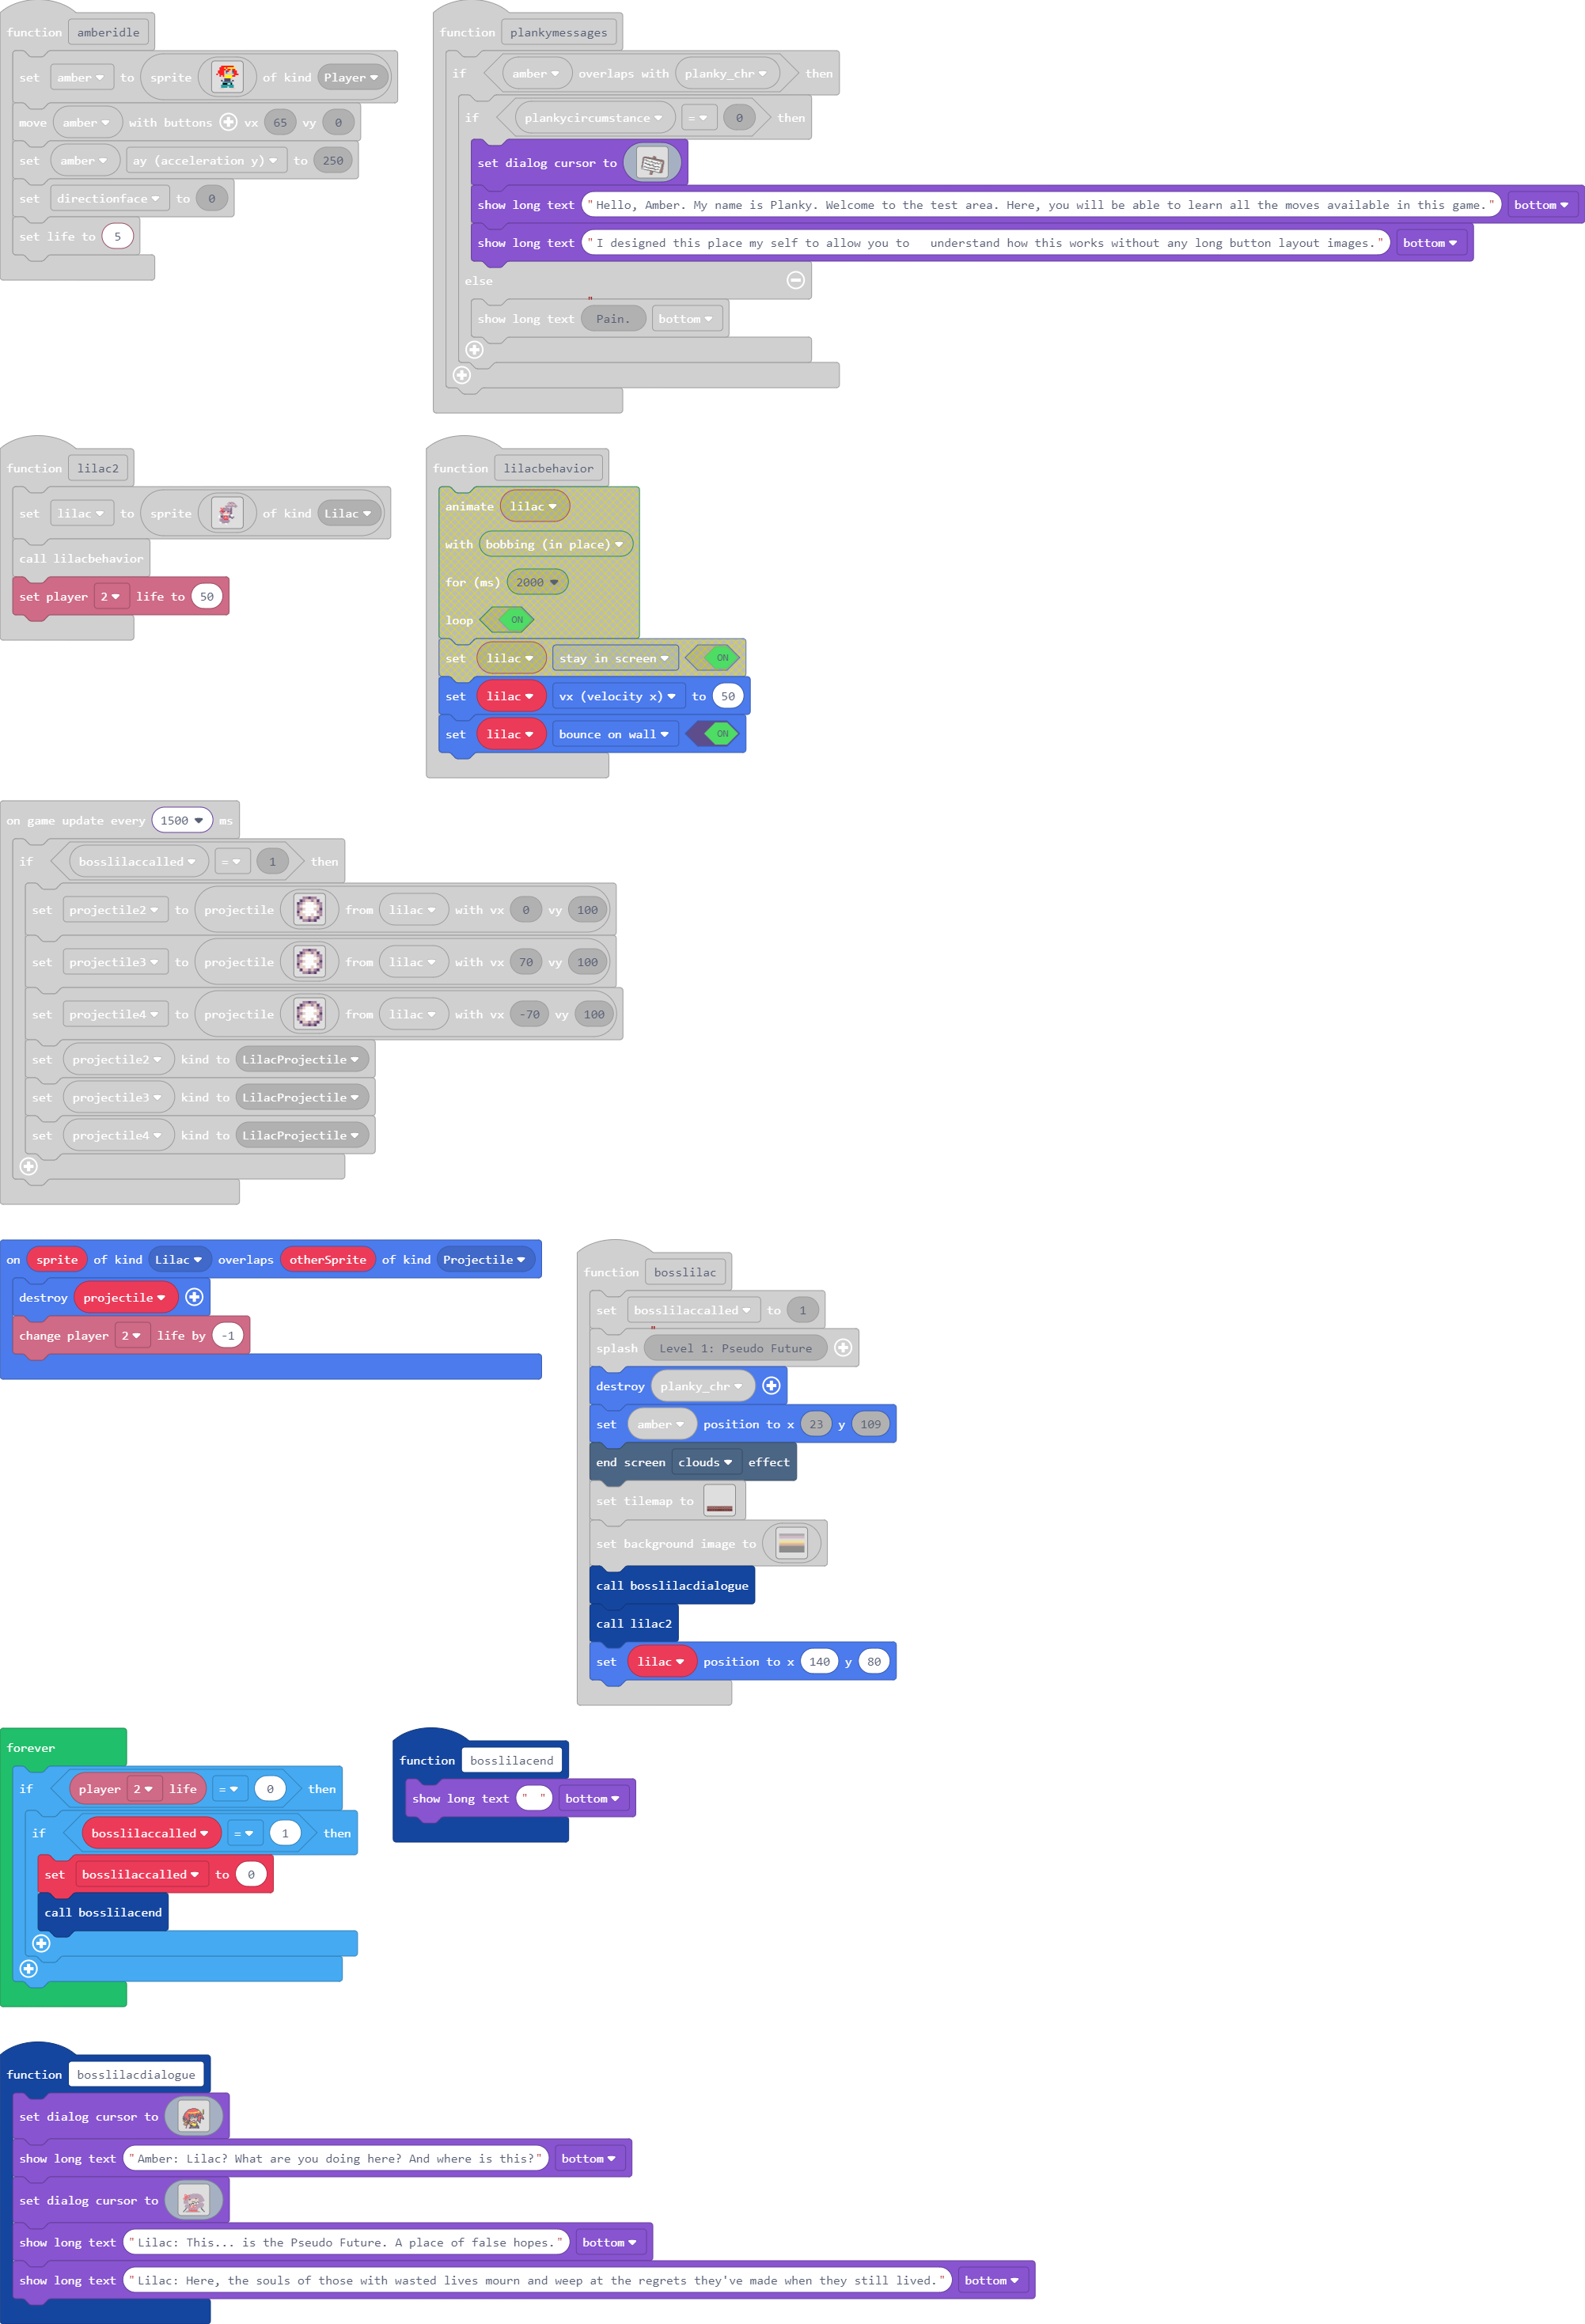 function amberidle
set amber to sprite of kind Player
move amber with buttons vx 65 vy 0
set amber ay (acceleration y) to 250
set directionface to 0
set life to 5
function plankymessages
if amber overlaps with planky_chr then
if plankycircumstance = 0 then
set dialog cursor to
show long text "Hello, Amber. My name is Planky. Welcome to the test area. Here, you will be able to learn all the moves available in this game." bottom
show long text "I designed this place my self to allow you to   understand how this works without any long button layout images." bottom
else
show long text " Pain. bottom
function lilac2
set lilac to sprite of kind Lilac
call lilacbehavior
set player 2 life to 50
function lilacbehavior
animate lilac
with bobbing (in place)
for (ms) 2000
loop ON
set lilac stay in screen ON
set lilac vx (velocity x) to 50
set lilac bounce on wall ON
on game update every 1500 ms
if bosslilaccalled = 1 then
set projectile2 to projectile from lilac with vx 0 vy 100
set projectile3 to projectile from lilac with vx 70 vy 100
set projectile4 to projectile from lilac with vx -70 vy 100
set projectile2 kind to LilacProjectile
set projectile3 kind to LilacProjectile
set projectile4 kind to LilacProjectile
on sprite of kind Lilac overlaps otherSprite of kind Projectile
destroy projectile
change player 2 life by -1
function bosslilac
set bosslilaccalled to 1
splash " Level 1: Pseudo Future
destroy planky_chr
set amber position to x 23 y 109
end screen clouds effect
set tilemap to
set background image to
call bosslilacdialogue
call lilac2
set lilac position to x 140 y 80
forever
if player 2 life = 0 then
if bosslilaccalled = 1 then
set bosslilaccalled to 0
call bosslilacend
function bosslilacend
show long text " " bottom
function bosslilacdialogue
set dialog cursor to
show long text "Amber: Lilac? What are you doing here? And where is this?" bottom
set dialog cursor to
show long text "Lilac: This... is the Pseudo Future. A place of false hopes." bottom
show long text "Lilac: Here, the souls of those with wasted lives mourn and weep at the regrets they've made when they still lived." bottom